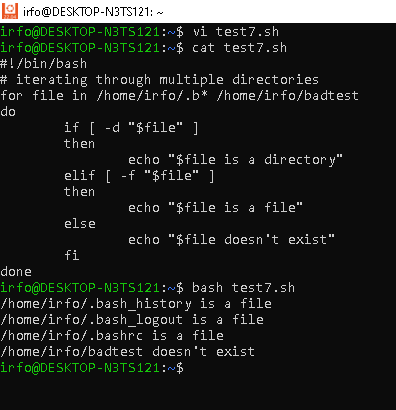 irfo@DESKTOP-N3TS121: ~
irfo@DESKTOP-N3TS121:~$ vi test7.sh
irfo@DESKTOP-N3TS121:~$ cat test7.sh
#!/bin/bash
# iterating through multiple directories
for file in /home/irfo/.b* /home/irfo/badtest
do
        if [ -d "$file" ]
        then
                echo "$file is a directory"
        elif [ -f "$file" ]
        then
                echo "$file is a file"
        else
                echo "$file doesn't exist"
        fi
done
irfo@DESKTOP-N3TS121:~$ bash test7.sh
/home/irfo/.bash_history is a file
/home/irfo/.bash_logout is a file
/home/irfo/.bashrc is a file
/home/irfo/badtest doesn't exist
irfo@DESKTOP-N3TS121:~$